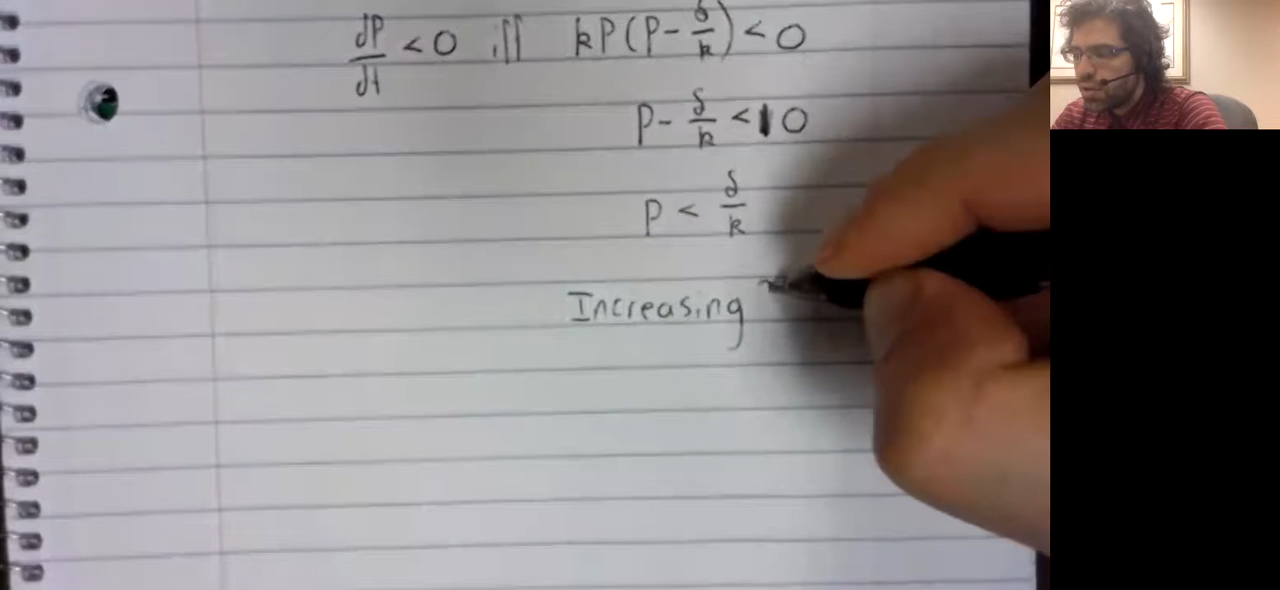 dP/dt < 0 iff kP(P - δ/k) < 0
P - δ/k < 0
P < δ/k
Increasing